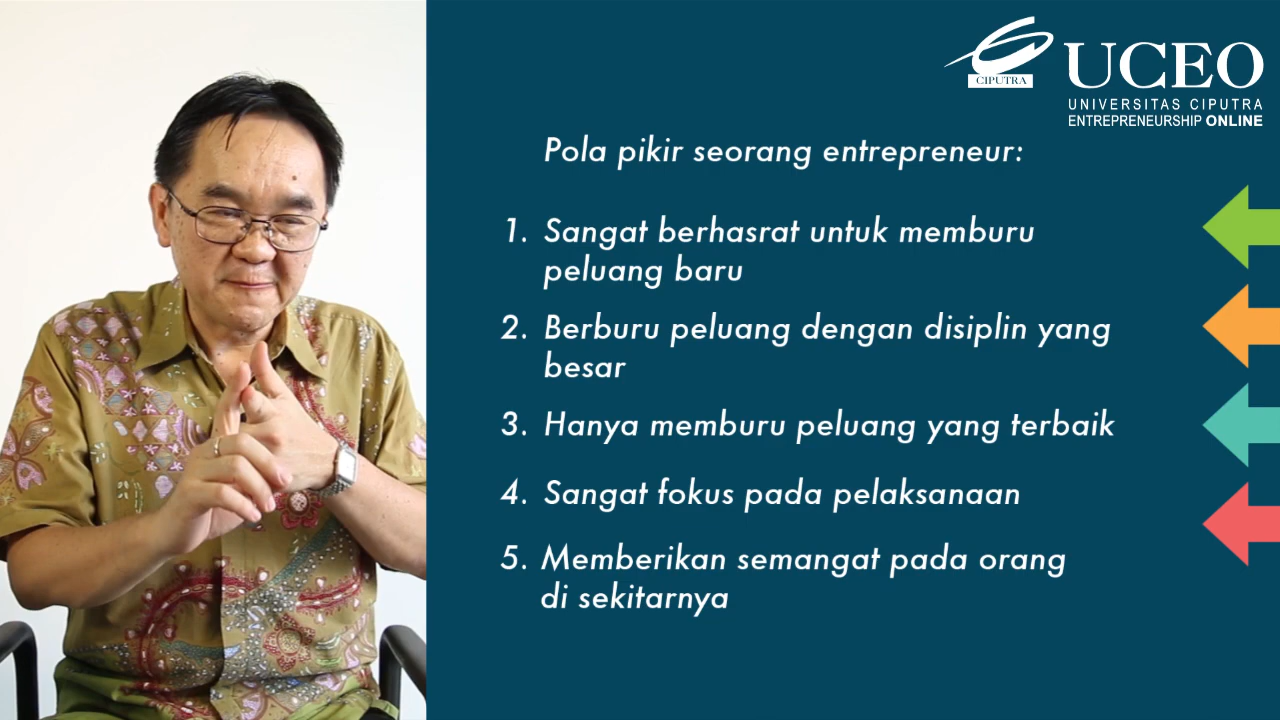 CIPUTRA
UCEO
UNIVERSITAS CIPUTRA
ENTREPRENEURSHIP ONLINE
Pola pikir seorang entrepreneur:
1. Sangat berhasrat untuk memburu
peluang baru
2. Berburu peluang dengan disiplin yang
besar
3. Hanya memburu peluang yang terbaik
4. Sangat fokus pada pelaksanaan
5. Memberikan semangat pada orang
di sekitarnya